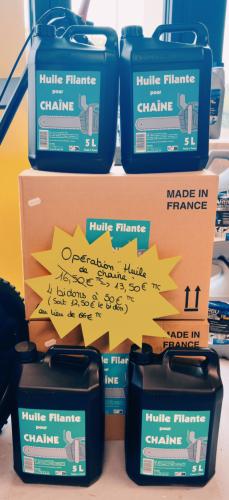 Huile Filante
pour
CHAÎNE
5 L
Huile Filante
pour
CHAÎNE
5 L
MADE IN
FRANCE
Huile Filante
pour
Opération "Huile
de chaîne"
16,50€ TTC → 13,50€ TTC
4 bidons à 50€ TTC
(soit 12,50€ le bidon)
au lieu de 66€ TTC
MADE IN
FRANCE
Huile Filante
pour
CHAÎNE
5 L
Huile Filante
pour
CHAÎNE
5 L